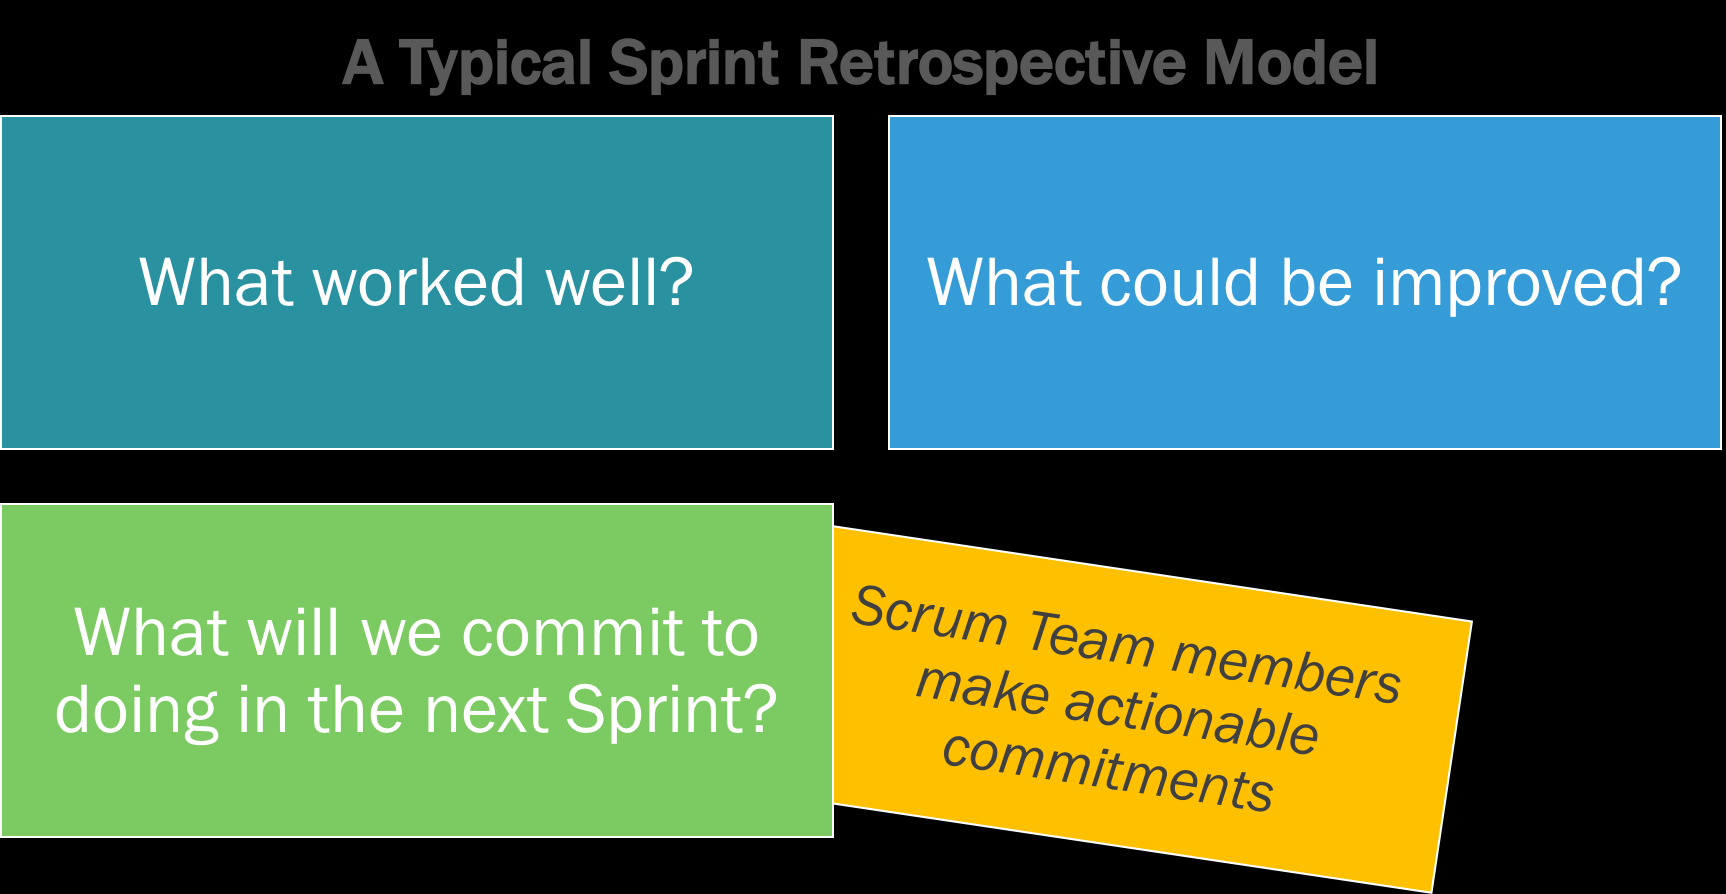 A Typical Sprint Retrospective Model
What worked well?
What could be improved?
What will we commit to
doing in the next Sprint?
Scrum Team members
make actionable
commitments